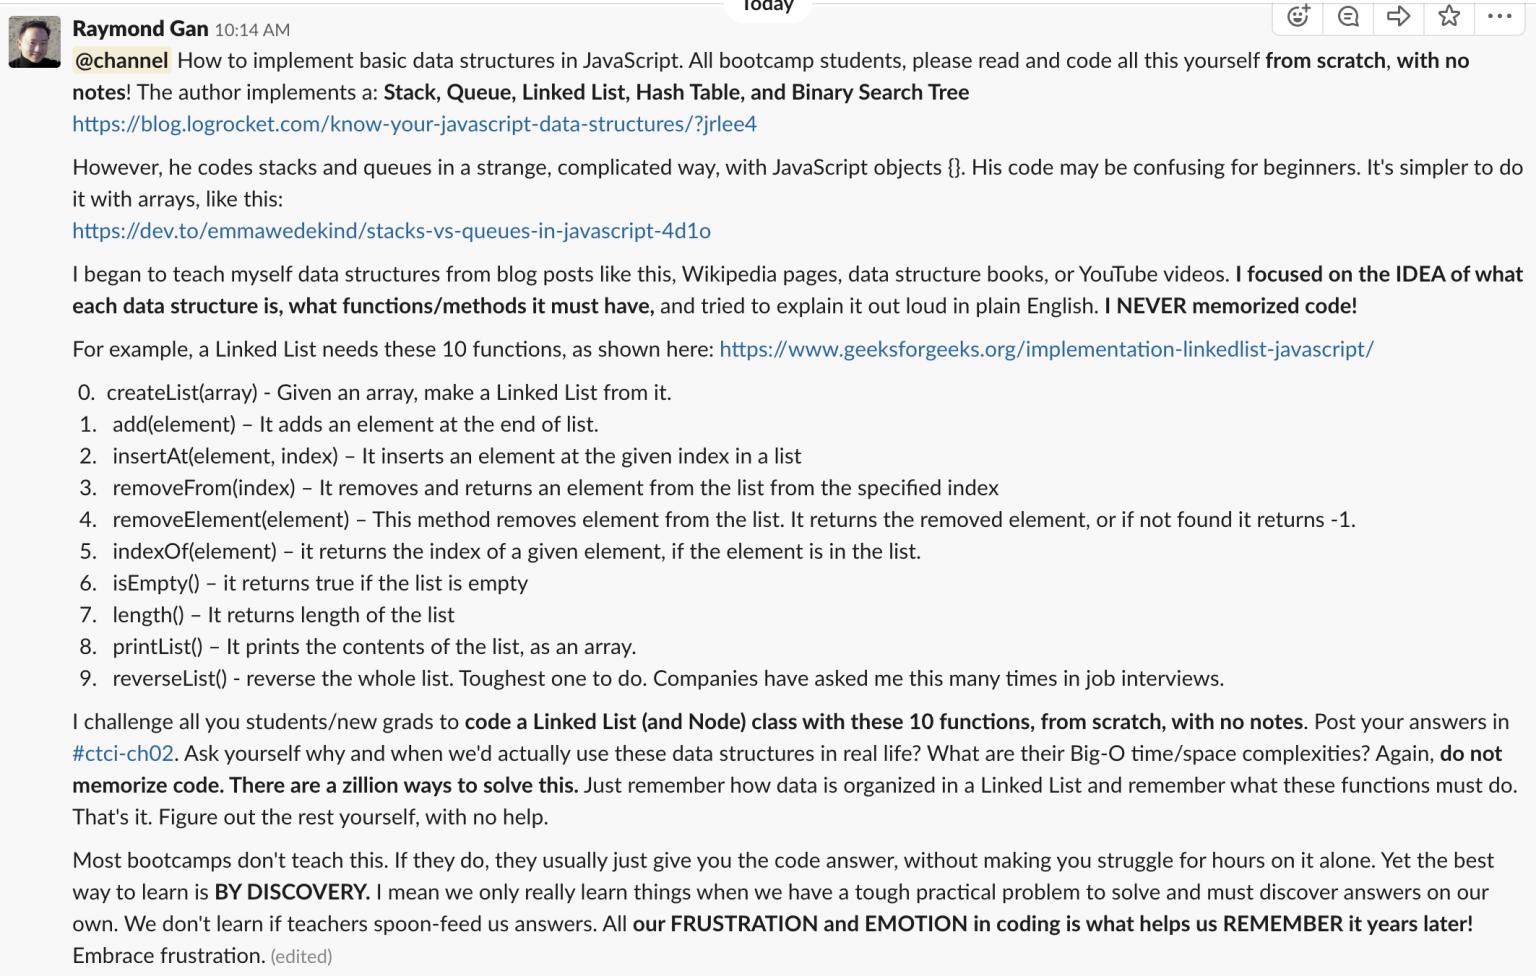 Today
Raymond Gan 10:14 AM
@channel How to implement basic data structures in JavaScript. All bootcamp students, please read and code all this yourself from scratch, with no
notes! The author implements a: Stack, Queue, Linked List, Hash Table, and Binary Search Tree
https://blog.logrocket.com/know-your-javascript-data-structures/?jrlee4
However, he codes stacks and queues in a strange, complicated way, with JavaScript objects {}. His code may be confusing for beginners. It's simpler to do
it with arrays, like this:
https://dev.to/emmawedekind/stacks-vs-queues-in-javascript-4d1o
I began to teach myself data structures from blog posts like this, Wikipedia pages, data structure books, or YouTube videos. I focused on the IDEA of what
each data structure is, what functions/methods it must have, and tried to explain it out loud in plain English. I NEVER memorized code!
For example, a Linked List needs these 10 functions, as shown here: https://www.geeksforgeeks.org/implementation-linkedlist-javascript/
0. createList(array) - Given an array, make a Linked List from it.
1. add(element) – It adds an element at the end of list.
2. insertAt(element, index) – It inserts an element at the given index in a list
3. removeFrom(index) – It removes and returns an element from the list from the specified index
4. removeElement(element) – This method removes element from the list. It returns the removed element, or if not found it returns -1.
5. indexOf(element) – it returns the index of a given element, if the element is in the list.
6. isEmpty() – it returns true if the list is empty
7. length() – It returns length of the list
8. printList() – It prints the contents of the list, as an array.
9. reverseList() - reverse the whole list. Toughest one to do. Companies have asked me this many times in job interviews.
I challenge all you students/new grads to code a Linked List (and Node) class with these 10 functions, from scratch, with no notes. Post your answers in
#ctci-ch02. Ask yourself why and when we'd actually use these data structures in real life? What are their Big-O time/space complexities? Again, do not
memorize code. There are a zillion ways to solve this. Just remember how data is organized in a Linked List and remember what these functions must do.
That's it. Figure out the rest yourself, with no help.
Most bootcamps don't teach this. If they do, they usually just give you the code answer, without making you struggle for hours on it alone. Yet the best
way to learn is BY DISCOVERY. I mean we only really learn things when we have a tough practical problem to solve and must discover answers on our
own. We don't learn if teachers spoon-feed us answers. All our FRUSTRATION and EMOTION in coding is what helps us REMEMBER it years later!
Embrace frustration. (edited)